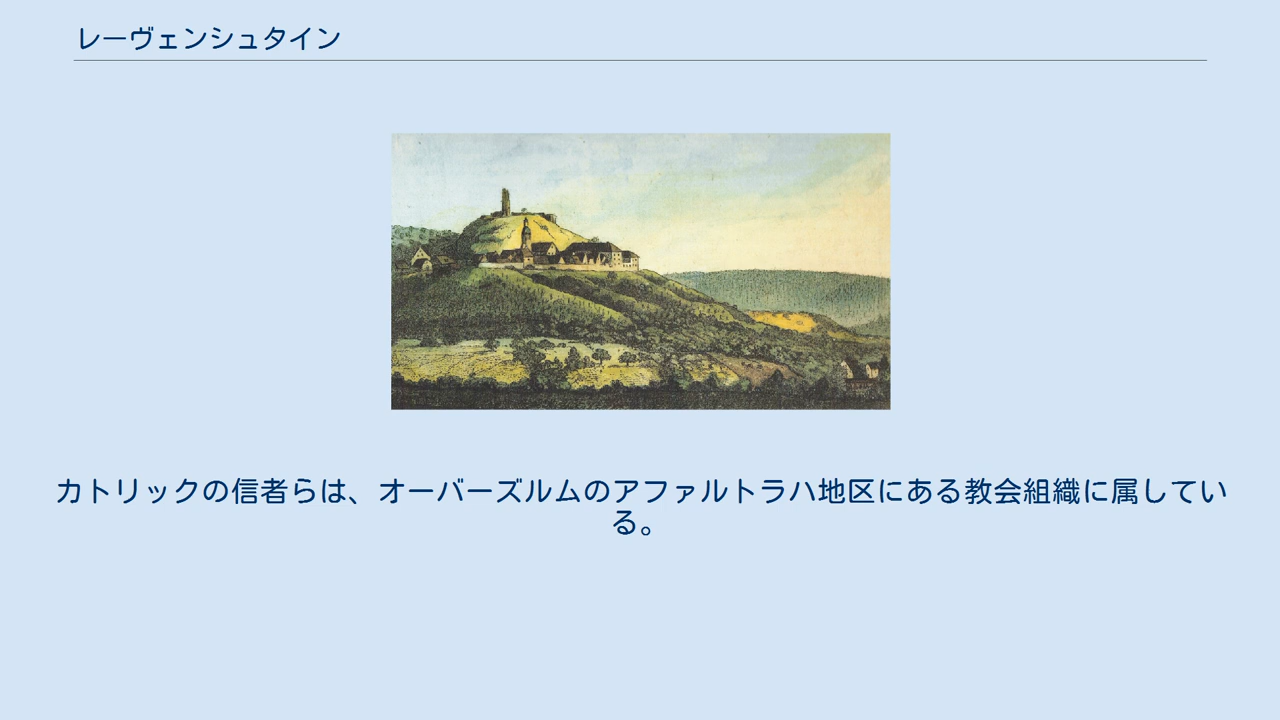 レーヴェンシュタイン
カトリックの信者らは、オーバーズルムのアファルトラハ地区にある教会組織に属してい
る。